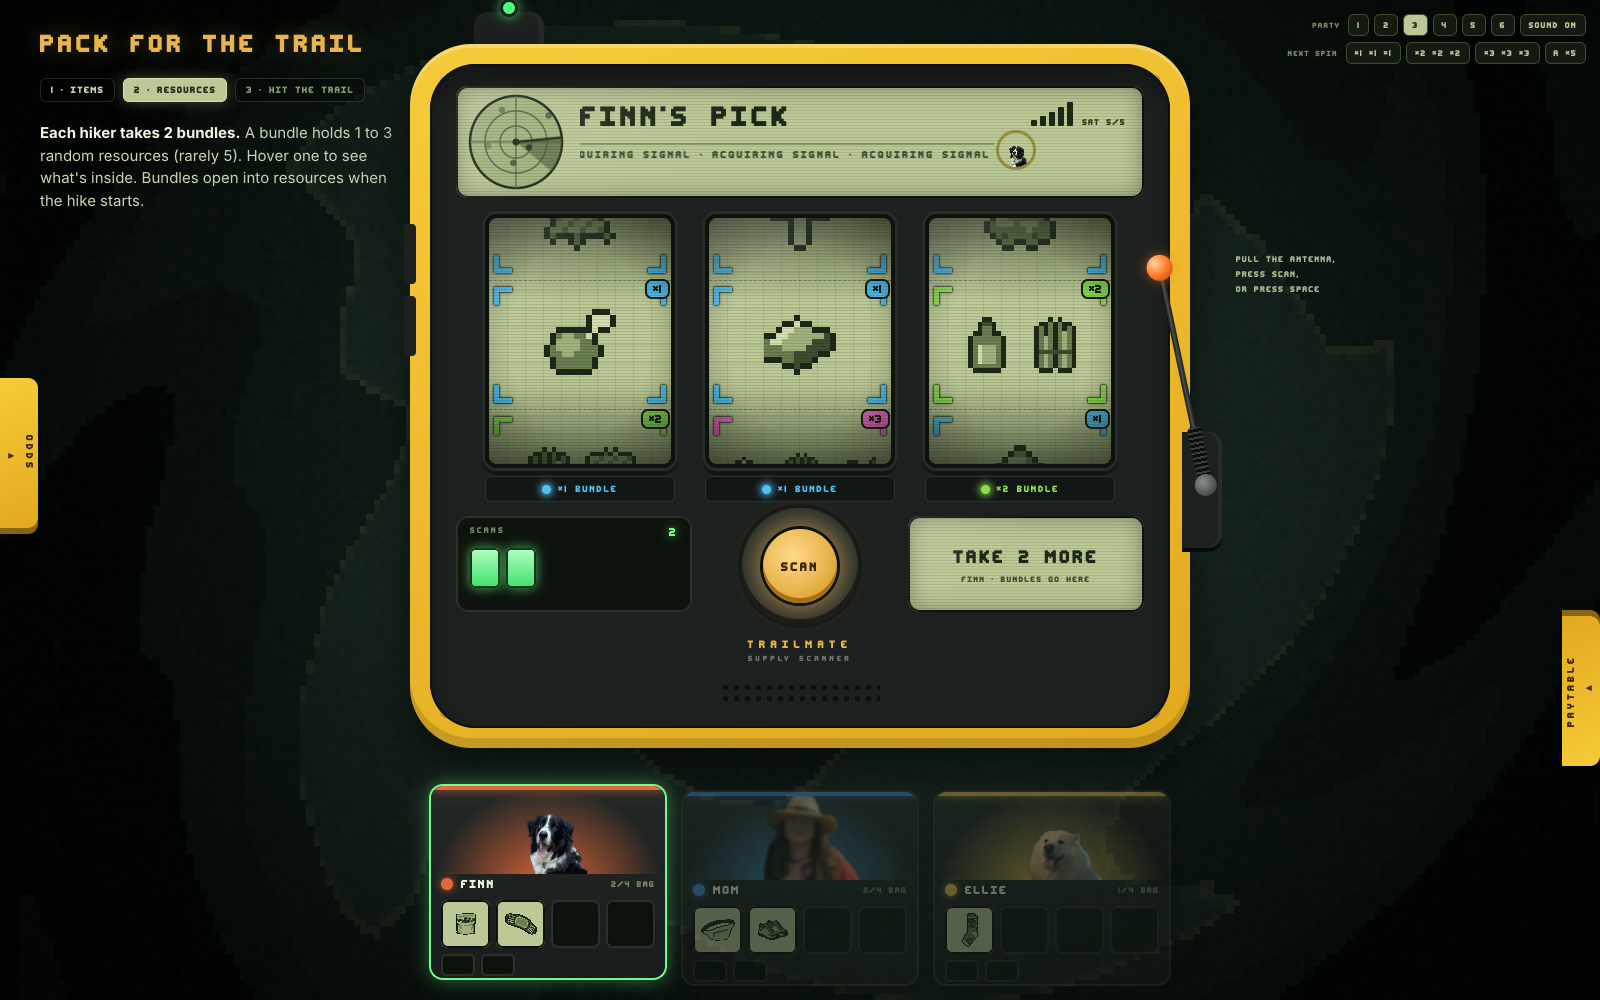 PACK FOR THE TRAIL
1 · ITEMS
2 · RESOURCES
3 · HIT THE TRAIL
Each hiker takes 2 bundles. A bundle holds 1 to 3
random resources (rarely 5). Hover one to see
what's inside. Bundles open into resources when
the hike starts.
PARTY 1 2 3 4 5 6 SOUND ON
NEXT SPIN ×1 ×1 ×1 ×2 ×2 ×2 ×3 ×3 ×3 A ×5
FINN'S PICK
SAT 5/5
QUIRING SIGNAL · ACQUIRING SIGNAL · ACQUIRING SIGNAL
×1 ×1 ×2
×2 ×3 ×1
×1 BUNDLE
×1 BUNDLE
×2 BUNDLE
PULL THE ANTENNA,
PRESS SCAN,
OR PRESS SPACE
ODDS
PAYTABLE
SCANS 2
SCAN
TAKE 2 MORE
FINN · BUNDLES GO HERE
TRAILMATE
SUPPLY SCANNER
FINN 2/4 BAG
MOM 2/4 BAG
ELLIE 1/4 BAG